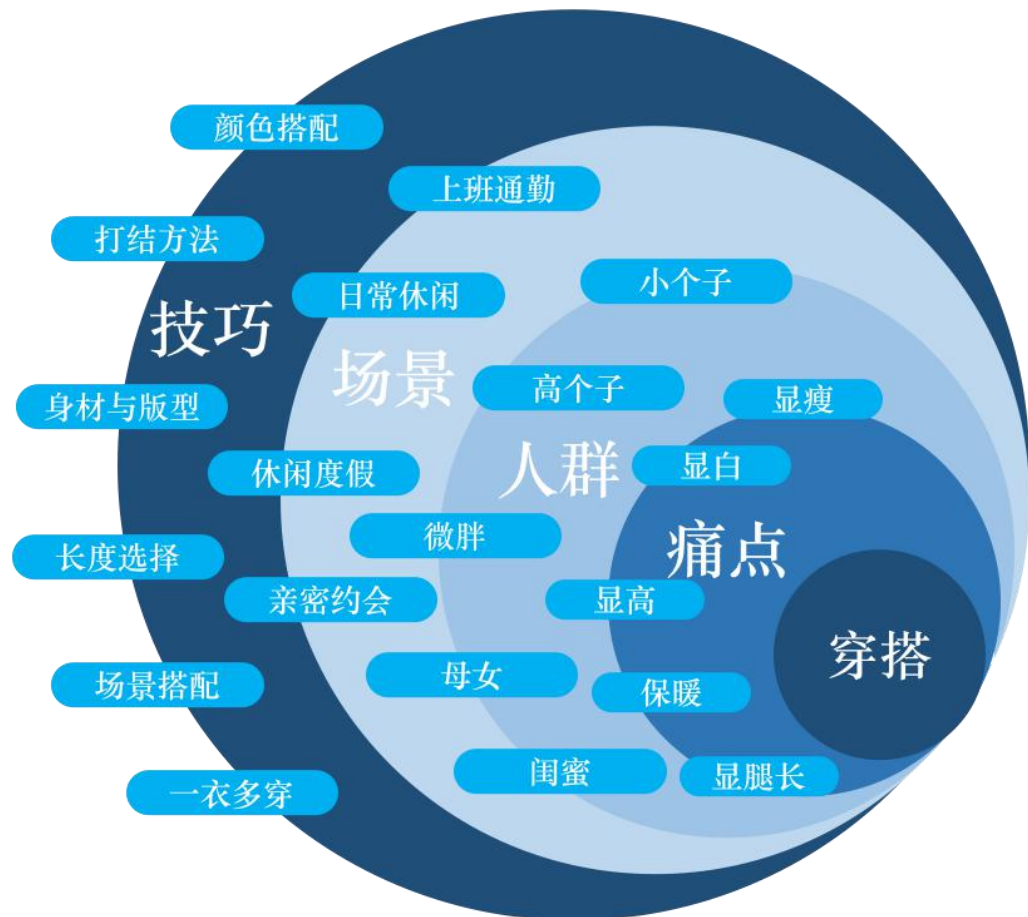 颜色搭配
上班通勤
打结方法
小个子
日常休闲
技巧
场景
高个子
显瘦
身材与版型
人群
显白
休闲度假
微胖
痛点
长度选择
亲密约会
显高
穿搭
母女
场景搭配
保暖
闺蜜
显腿长
一衣多穿